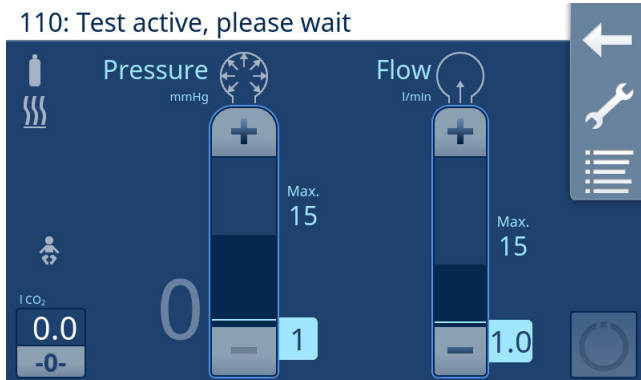 110: Test active, please wait
Pressure
mmHg
Flow
l/min
+
+
Max.
15
Max.
15
0
1
1.0
l CO₂
0.0
-0-